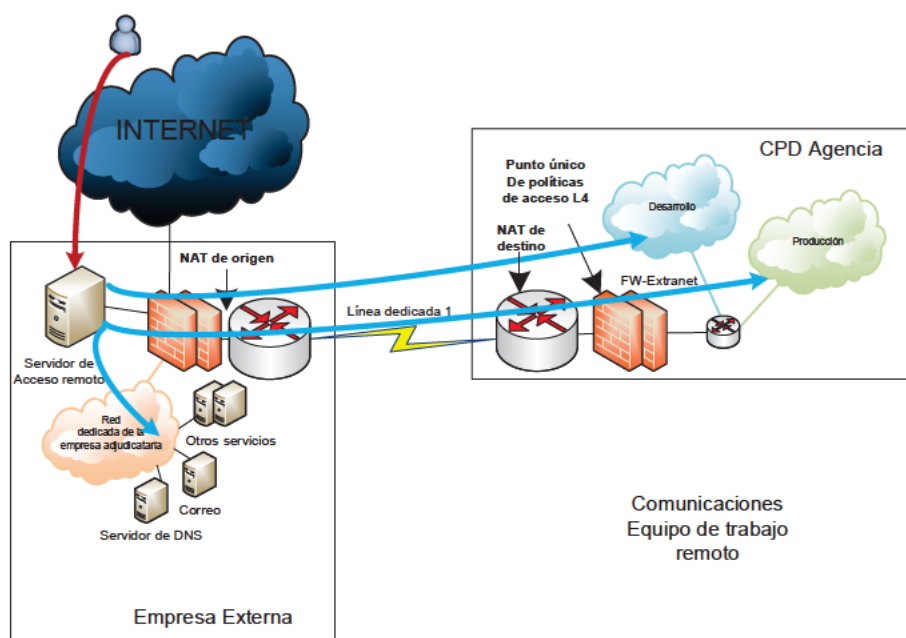 INTERNET
CPD Agencia
Punto único
De políticas
de acceso L4
Desarrollo
NAT de
destino
Producción
NAT de origen
FW-Extranet
Línea dedicada 1
Servidor de
Acceso remoto
Red
dedicada de la
empresa adjudicataria
Otros servicios
Correo
Servidor de DNS
Comunicaciones
Equipo de trabajo
remoto
Empresa Externa